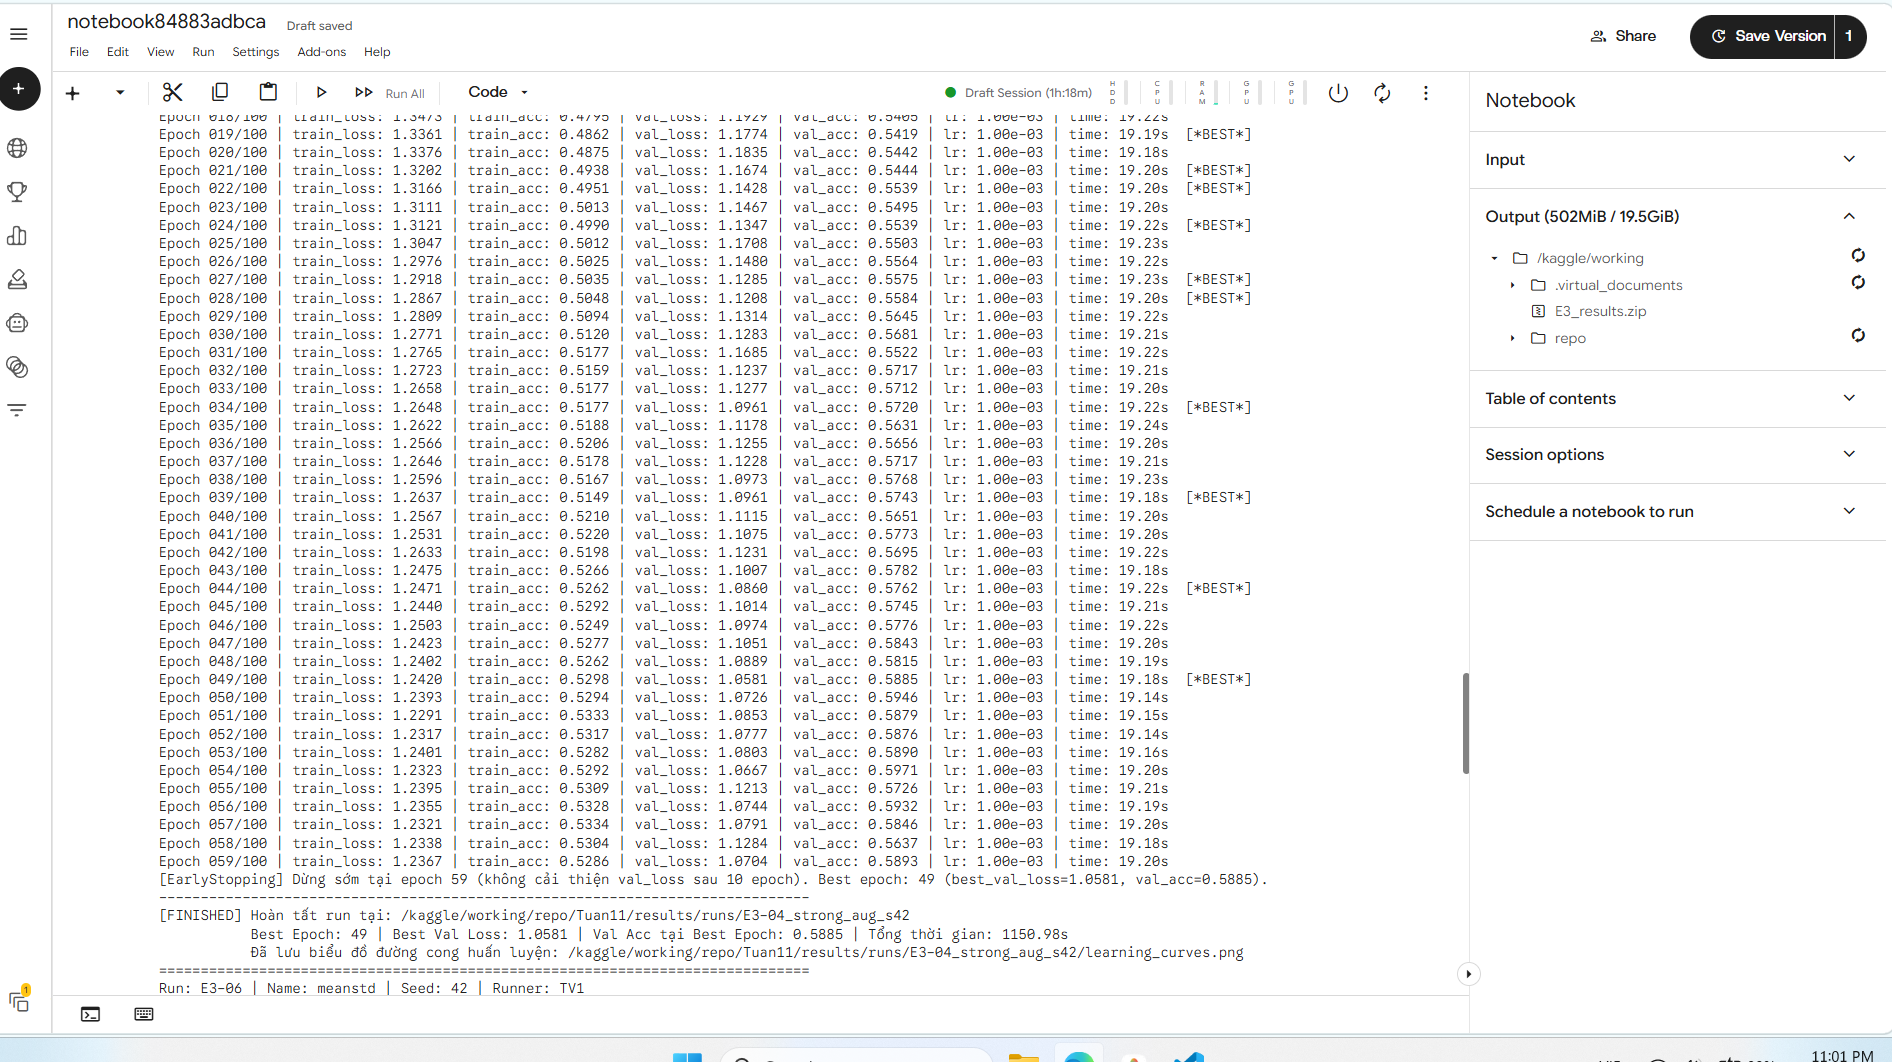 notebook84883adbca
Draft saved
File Edit View Run Settings Add-ons Help
Share
Save Version 1
Run All
Code
Draft Session (1h:18m)
HDD
CPU
RAM
GPU
GPU
Epoch 018/100 | train_loss: 1.3473 | train_acc: 0.4795 | val_loss: 1.1929 | val_acc: 0.5405 | lr: 1.00e-03 | time: 19.22s
Epoch 019/100 | train_loss: 1.3361 | train_acc: 0.4862 | val_loss: 1.1774 | val_acc: 0.5419 | lr: 1.00e-03 | time: 19.19s [*BEST*]
Epoch 020/100 | train_loss: 1.3376 | train_acc: 0.4875 | val_loss: 1.1835 | val_acc: 0.5442 | lr: 1.00e-03 | time: 19.18s
Epoch 021/100 | train_loss: 1.3202 | train_acc: 0.4938 | val_loss: 1.1674 | val_acc: 0.5444 | lr: 1.00e-03 | time: 19.20s [*BEST*]
Epoch 022/100 | train_loss: 1.3166 | train_acc: 0.4951 | val_loss: 1.1428 | val_acc: 0.5539 | lr: 1.00e-03 | time: 19.20s [*BEST*]
Epoch 023/100 | train_loss: 1.3111 | train_acc: 0.5013 | val_loss: 1.1467 | val_acc: 0.5495 | lr: 1.00e-03 | time: 19.20s
Epoch 024/100 | train_loss: 1.3121 | train_acc: 0.4990 | val_loss: 1.1347 | val_acc: 0.5539 | lr: 1.00e-03 | time: 19.22s [*BEST*]
Epoch 025/100 | train_loss: 1.3047 | train_acc: 0.5012 | val_loss: 1.1708 | val_acc: 0.5503 | lr: 1.00e-03 | time: 19.23s
Epoch 026/100 | train_loss: 1.2976 | train_acc: 0.5025 | val_loss: 1.1480 | val_acc: 0.5564 | lr: 1.00e-03 | time: 19.22s
Epoch 027/100 | train_loss: 1.2918 | train_acc: 0.5035 | val_loss: 1.1285 | val_acc: 0.5575 | lr: 1.00e-03 | time: 19.23s [*BEST*]
Epoch 028/100 | train_loss: 1.2867 | train_acc: 0.5048 | val_loss: 1.1208 | val_acc: 0.5584 | lr: 1.00e-03 | time: 19.20s [*BEST*]
Epoch 029/100 | train_loss: 1.2809 | train_acc: 0.5094 | val_loss: 1.1314 | val_acc: 0.5645 | lr: 1.00e-03 | time: 19.22s
Epoch 030/100 | train_loss: 1.2771 | train_acc: 0.5120 | val_loss: 1.1283 | val_acc: 0.5681 | lr: 1.00e-03 | time: 19.21s
Epoch 031/100 | train_loss: 1.2765 | train_acc: 0.5177 | val_loss: 1.1685 | val_acc: 0.5522 | lr: 1.00e-03 | time: 19.22s
Epoch 032/100 | train_loss: 1.2723 | train_acc: 0.5159 | val_loss: 1.1237 | val_acc: 0.5717 | lr: 1.00e-03 | time: 19.21s
Epoch 033/100 | train_loss: 1.2658 | train_acc: 0.5177 | val_loss: 1.1277 | val_acc: 0.5712 | lr: 1.00e-03 | time: 19.20s
Epoch 034/100 | train_loss: 1.2648 | train_acc: 0.5177 | val_loss: 1.0961 | val_acc: 0.5720 | lr: 1.00e-03 | time: 19.22s [*BEST*]
Epoch 035/100 | train_loss: 1.2622 | train_acc: 0.5188 | val_loss: 1.1178 | val_acc: 0.5631 | lr: 1.00e-03 | time: 19.24s
Epoch 036/100 | train_loss: 1.2566 | train_acc: 0.5206 | val_loss: 1.1255 | val_acc: 0.5656 | lr: 1.00e-03 | time: 19.20s
Epoch 037/100 | train_loss: 1.2646 | train_acc: 0.5178 | val_loss: 1.1228 | val_acc: 0.5717 | lr: 1.00e-03 | time: 19.21s
Epoch 038/100 | train_loss: 1.2596 | train_acc: 0.5167 | val_loss: 1.0973 | val_acc: 0.5768 | lr: 1.00e-03 | time: 19.23s
Epoch 039/100 | train_loss: 1.2637 | train_acc: 0.5149 | val_loss: 1.0961 | val_acc: 0.5743 | lr: 1.00e-03 | time: 19.18s [*BEST*]
Epoch 040/100 | train_loss: 1.2567 | train_acc: 0.5210 | val_loss: 1.1115 | val_acc: 0.5651 | lr: 1.00e-03 | time: 19.20s
Epoch 041/100 | train_loss: 1.2531 | train_acc: 0.5220 | val_loss: 1.1075 | val_acc: 0.5773 | lr: 1.00e-03 | time: 19.20s
Epoch 042/100 | train_loss: 1.2633 | train_acc: 0.5198 | val_loss: 1.1231 | val_acc: 0.5695 | lr: 1.00e-03 | time: 19.22s
Epoch 043/100 | train_loss: 1.2475 | train_acc: 0.5266 | val_loss: 1.1007 | val_acc: 0.5782 | lr: 1.00e-03 | time: 19.18s
Epoch 044/100 | train_loss: 1.2471 | train_acc: 0.5262 | val_loss: 1.0860 | val_acc: 0.5762 | lr: 1.00e-03 | time: 19.22s [*BEST*]
Epoch 045/100 | train_loss: 1.2440 | train_acc: 0.5292 | val_loss: 1.1014 | val_acc: 0.5745 | lr: 1.00e-03 | time: 19.21s
Epoch 046/100 | train_loss: 1.2503 | train_acc: 0.5249 | val_loss: 1.0974 | val_acc: 0.5776 | lr: 1.00e-03 | time: 19.22s
Epoch 047/100 | train_loss: 1.2423 | train_acc: 0.5277 | val_loss: 1.1051 | val_acc: 0.5843 | lr: 1.00e-03 | time: 19.20s
Epoch 048/100 | train_loss: 1.2402 | train_acc: 0.5262 | val_loss: 1.0889 | val_acc: 0.5815 | lr: 1.00e-03 | time: 19.19s
Epoch 049/100 | train_loss: 1.2420 | train_acc: 0.5298 | val_loss: 1.0581 | val_acc: 0.5885 | lr: 1.00e-03 | time: 19.18s [*BEST*]
Epoch 050/100 | train_loss: 1.2393 | train_acc: 0.5294 | val_loss: 1.0726 | val_acc: 0.5946 | lr: 1.00e-03 | time: 19.14s
Epoch 051/100 | train_loss: 1.2291 | train_acc: 0.5333 | val_loss: 1.0853 | val_acc: 0.5879 | lr: 1.00e-03 | time: 19.15s
Epoch 052/100 | train_loss: 1.2317 | train_acc: 0.5317 | val_loss: 1.0777 | val_acc: 0.5876 | lr: 1.00e-03 | time: 19.14s
Epoch 053/100 | train_loss: 1.2401 | train_acc: 0.5282 | val_loss: 1.0803 | val_acc: 0.5890 | lr: 1.00e-03 | time: 19.16s
Epoch 054/100 | train_loss: 1.2323 | train_acc: 0.5292 | val_loss: 1.0667 | val_acc: 0.5971 | lr: 1.00e-03 | time: 19.20s
Epoch 055/100 | train_loss: 1.2395 | train_acc: 0.5309 | val_loss: 1.1213 | val_acc: 0.5726 | lr: 1.00e-03 | time: 19.21s
Epoch 056/100 | train_loss: 1.2355 | train_acc: 0.5328 | val_loss: 1.0744 | val_acc: 0.5932 | lr: 1.00e-03 | time: 19.19s
Epoch 057/100 | train_loss: 1.2321 | train_acc: 0.5334 | val_loss: 1.0791 | val_acc: 0.5846 | lr: 1.00e-03 | time: 19.20s
Epoch 058/100 | train_loss: 1.2338 | train_acc: 0.5304 | val_loss: 1.1284 | val_acc: 0.5637 | lr: 1.00e-03 | time: 19.18s
Epoch 059/100 | train_loss: 1.2367 | train_acc: 0.5286 | val_loss: 1.0704 | val_acc: 0.5893 | lr: 1.00e-03 | time: 19.20s
[EarlyStopping] Dừng sớm tại epoch 59 (không cải thiện val_loss sau 10 epoch). Best epoch: 49 (best_val_loss=1.0581, val_acc=0.5885).
------------------------------------------------------------------------------
[FINISHED] Hoàn tất run tại: /kaggle/working/repo/Tuan11/results/runs/E3-04_strong_aug_s42
Best Epoch: 49 | Best Val Loss: 1.0581 | Val Acc tại Best Epoch: 0.5885 | Tổng thời gian: 1150.98s
Đã lưu biểu đồ đường cong huấn luyện: /kaggle/working/repo/Tuan11/results/runs/E3-04_strong_aug_s42/learning_curves.png
==============================================================================
Run: E3-06 | Name: meanstd | Seed: 42 | Runner: TV1
Notebook
Input
Output (502MiB / 19.5GiB)
/kaggle/working
.virtual_documents
E3_results.zip
repo
Table of contents
Session options
Schedule a notebook to run
1
11:01 PM